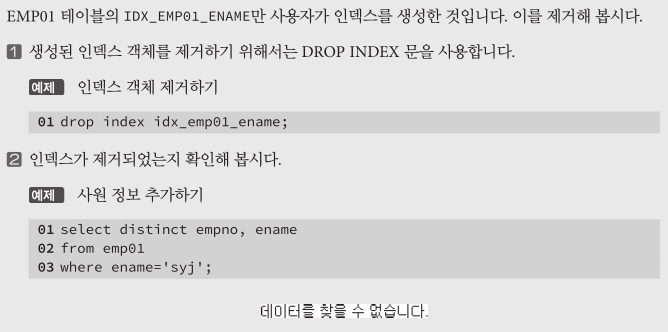 EMP01 테이블의 IDX_EMP01_ENAME만 사용자가 인덱스를 생성한 것입니다. 이를 제거해 봅시다.
1 생성된 인덱스 객체를 제거하기 위해서는 DROP INDEX 문을 사용합니다.
예제 인덱스 객체 제거하기
01 drop index idx_emp01_ename;
2 인덱스가 제거되었는지 확인해 봅시다.
예제 사원 정보 추가하기
01 select distinct empno, ename
02 from emp01
03 where ename='syj';
데이터를 찾을 수 없습니다.